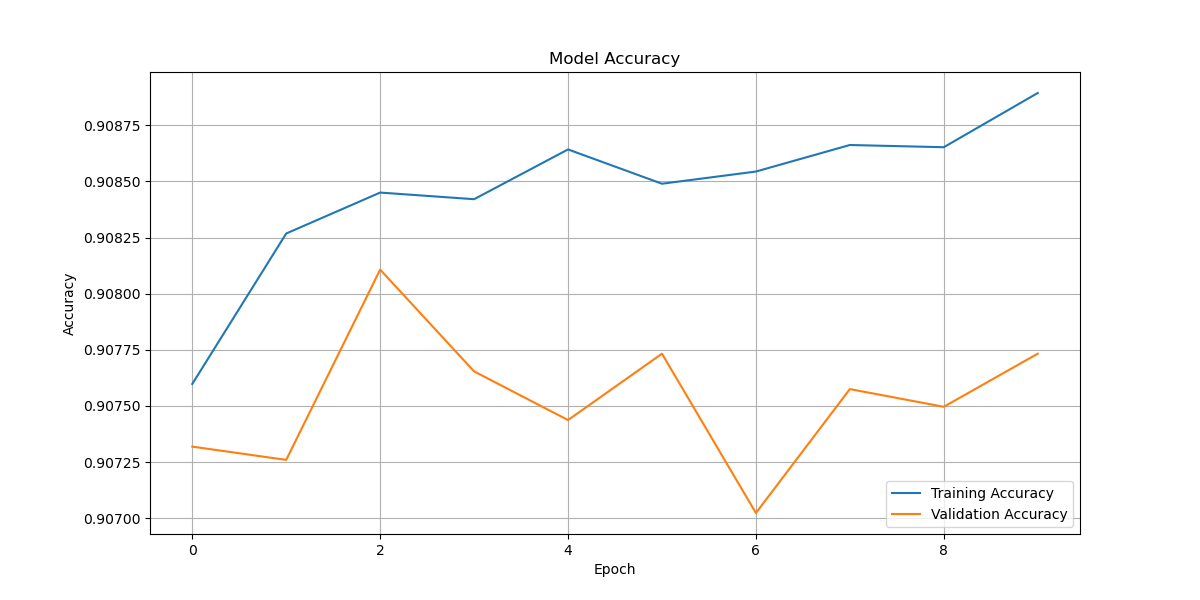 Model Accuracy
0.90875
0.90850
0.90825
0.90800
0.90775
0.90750
0.90725
0.90700
Accuracy
0 2 4 6 8
Epoch
Training Accuracy
Validation Accuracy